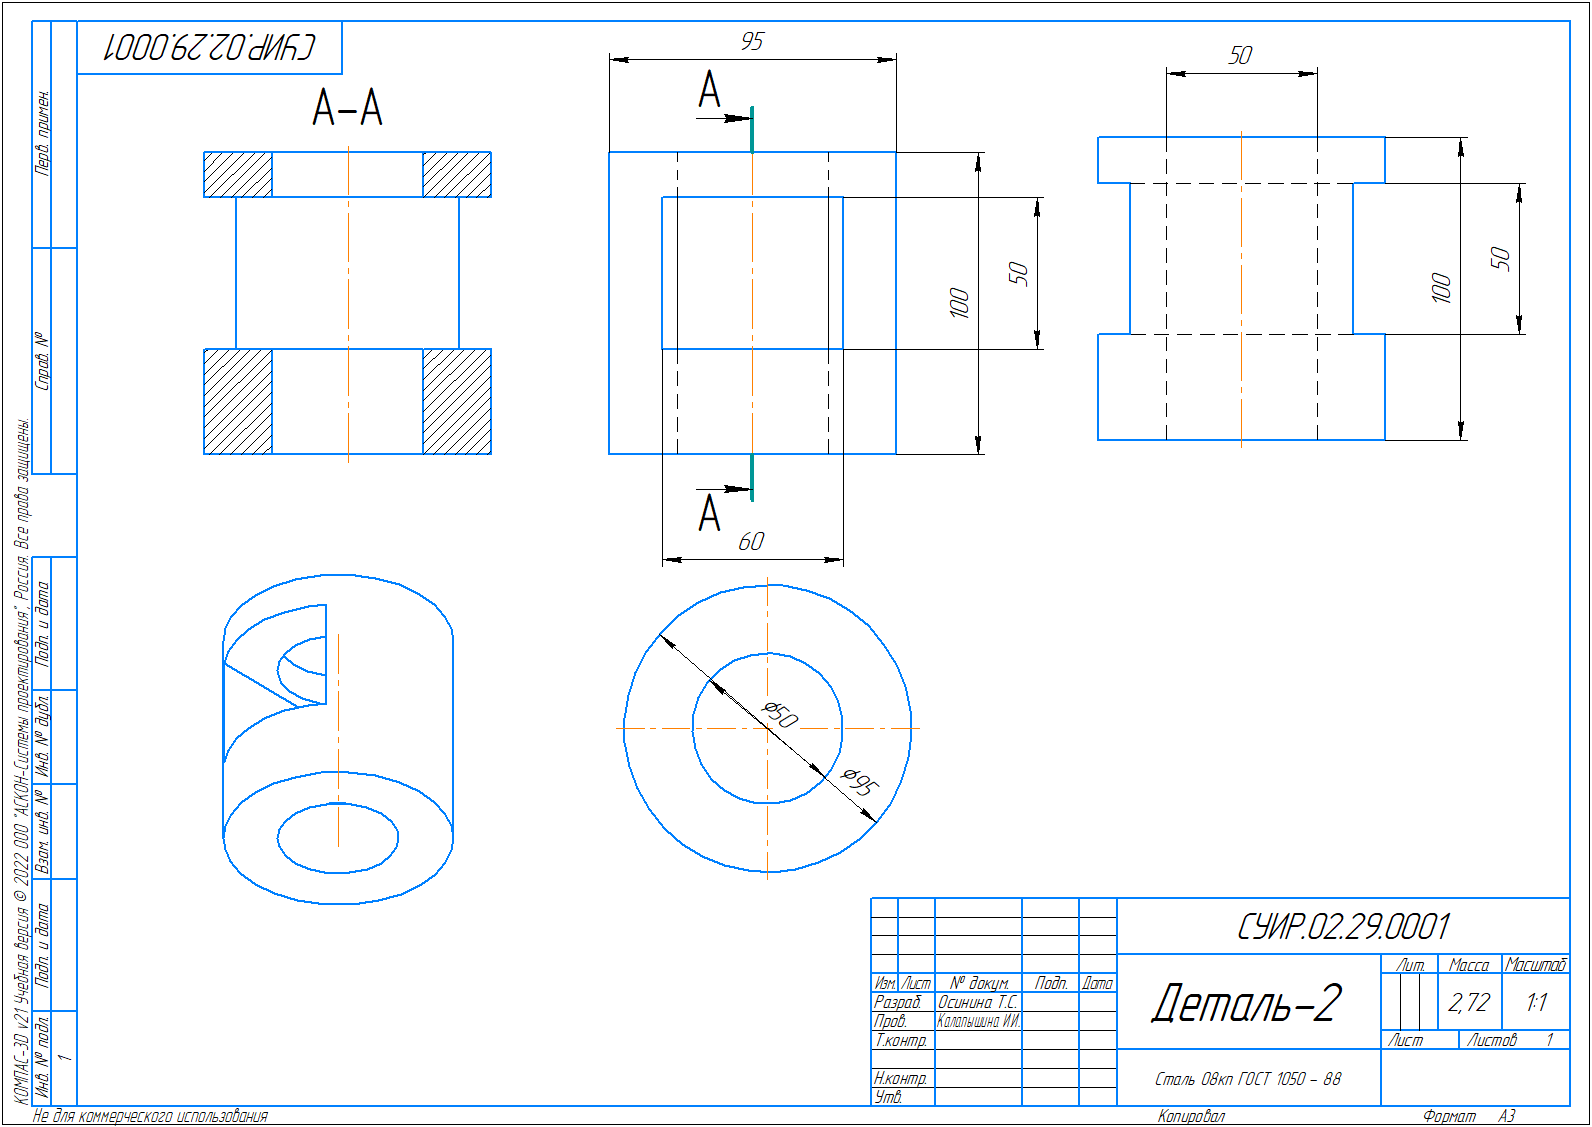 СУИР.02.29.0001
А-А
95
А
50
100
50
100
50
А
60
⌀50
⌀95
Перв. примен.
Справ. №
Подп. и дата
Инв. № дубл.
Взам. инв. №
Подп. и дата
Инв. № подл.
1
КОМПАС-3D v21 Учебная версия © 2022 ООО "АСКОН-Системы проектирования", Россия. Все права защищены.
СУИР.02.29.0001
Лит. Масса Масштаб
Изм. Лист № докум. Подп. Дата
Разраб. Осинина Т.С.
Пров. Калапышина И.И.
Т.контр.
Н.контр.
Утв.
Деталь-2
2,72 1:1
Лист Листов 1
Сталь 08кп ГОСТ 1050 - 88
Не для коммерческого использования
Копировал
Формат А3